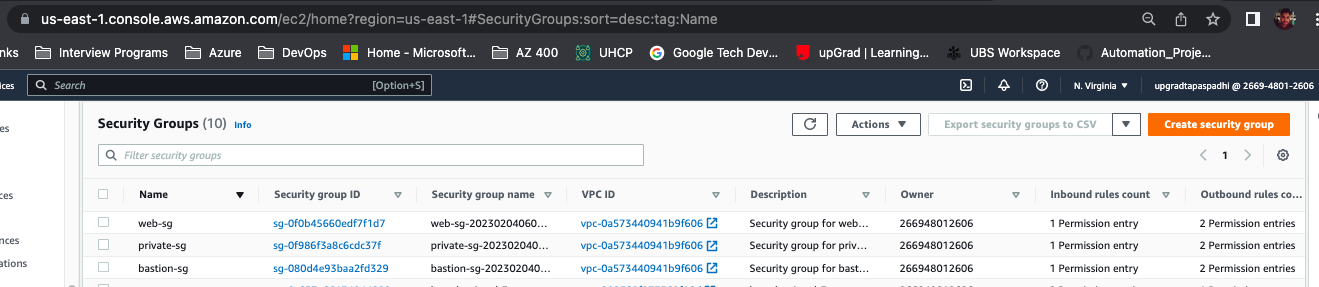 us-east-1.console.aws.amazon.com/ec2/home?region=us-east-1#SecurityGroups:sort=desc:tag:Name
nks Interview Programs Azure DevOps Home - Microsoft... AZ 400 UHCP Google Tech Dev... upGrad | Learning... UBS Workspace Automation_Proje...
ices Search [Option+S] N. Virginia ▼ upgradtapaspadhi @ 2669-4801-2606
Security Groups (10) Info Actions ▼ Export security groups to CSV ▼ Create security group
es
Filter security groups 1
Name Security group ID Security group name VPC ID Description Owner Inbound rules count Outbound rules co...
ces
web-sg sg-0f0b45660edf7f1d7 web-sg-20230204060... vpc-0a573440941b9f606 Security group for web... 266948012606 1 Permission entry 2 Permission entries
nces
private-sg sg-0f986f3a8c6cdc37f private-sg-202302040... vpc-0a573440941b9f606 Security group for priv... 266948012606 1 Permission entry 2 Permission entries
ations
bastion-sg sg-080d4e93baa2fd329 bastion-sg-202302040... vpc-0a573440941b9f606 Security group for bast... 266948012606 1 Permission entry 2 Permission entries